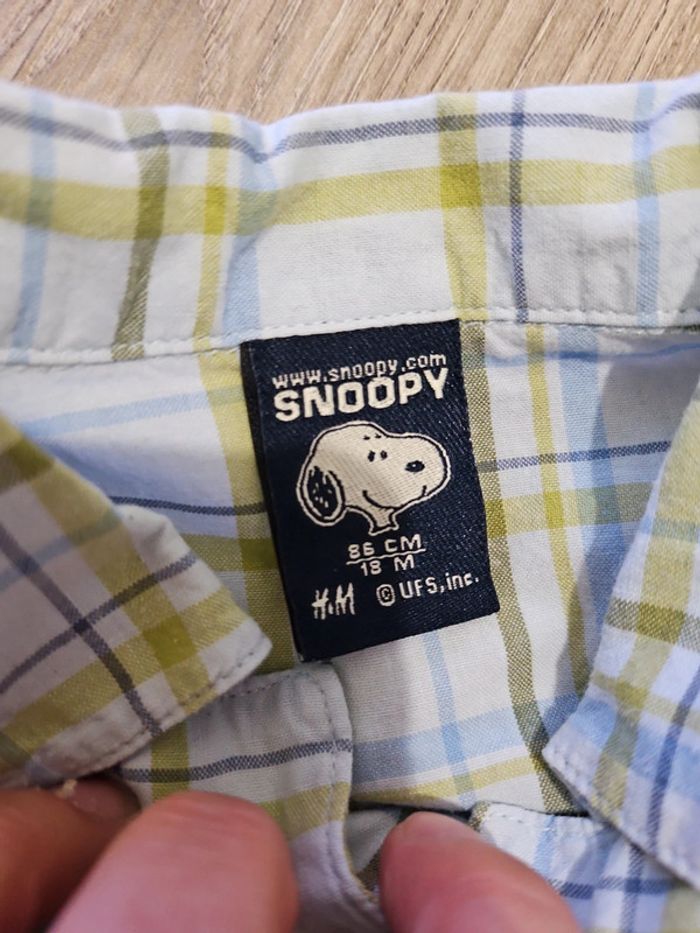 www.snoopy.com
SNOOPY
86 CM
18 M
H&M © UFS, inc.